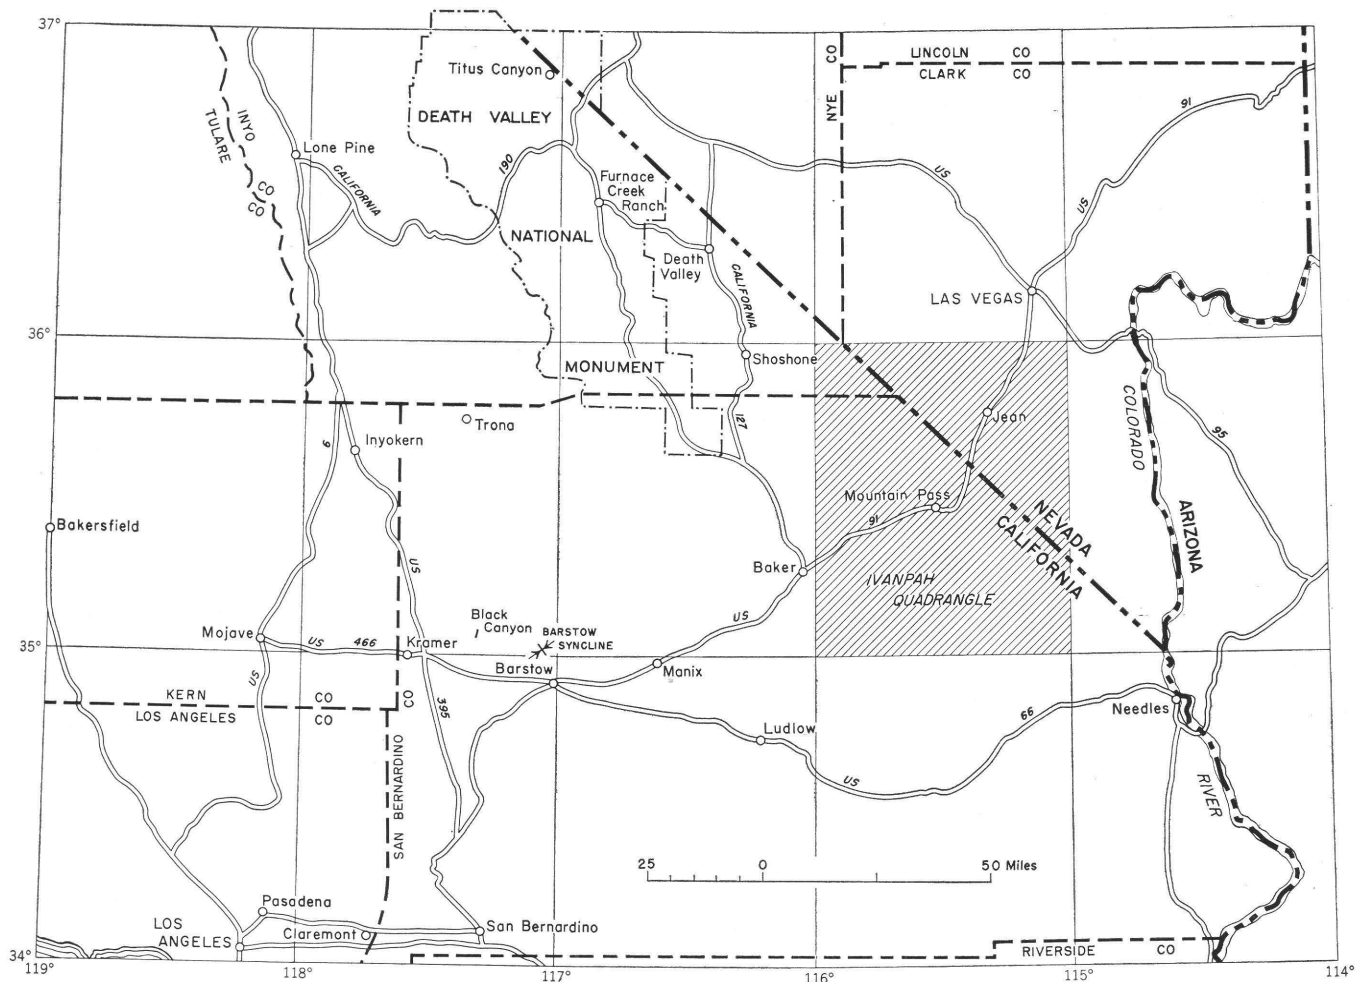 37°
LINCOLN CO
CLARK CO
NYE CO
Titus Canyon
DEATH VALLEY
INYO CO
TULARE CO
Lone Pine
CALIFORNIA
190
91
US
US
Furnace
Creek
Ranch
NATIONAL
Death
Valley
CALIFORNIA
LAS VEGAS
36°
Shoshone
MONUMENT
127
Jean
COLORADO
95
Trona
6
Inyokern
Mountain Pass
91
NEVADA
CALIFORNIA
ARIZONA
Bakersfield
US
Baker
IVANPAH
QUADRANGLE
Black
Canyon
BARSTOW
SYNCLINE
US
Mojave
US 466
Kramer
35°
Barstow
Manix
US
KERN CO
LOS ANGELES CO
CO
395
Ludlow
66
Needles
US
SAN BERNARDINO
RIVER
25 0 50 Miles
Pasadena
LOS
ANGELES
Claremont
San Bernardino
RIVERSIDE CO
34°
119° 118° 117° 116° 115° 114°